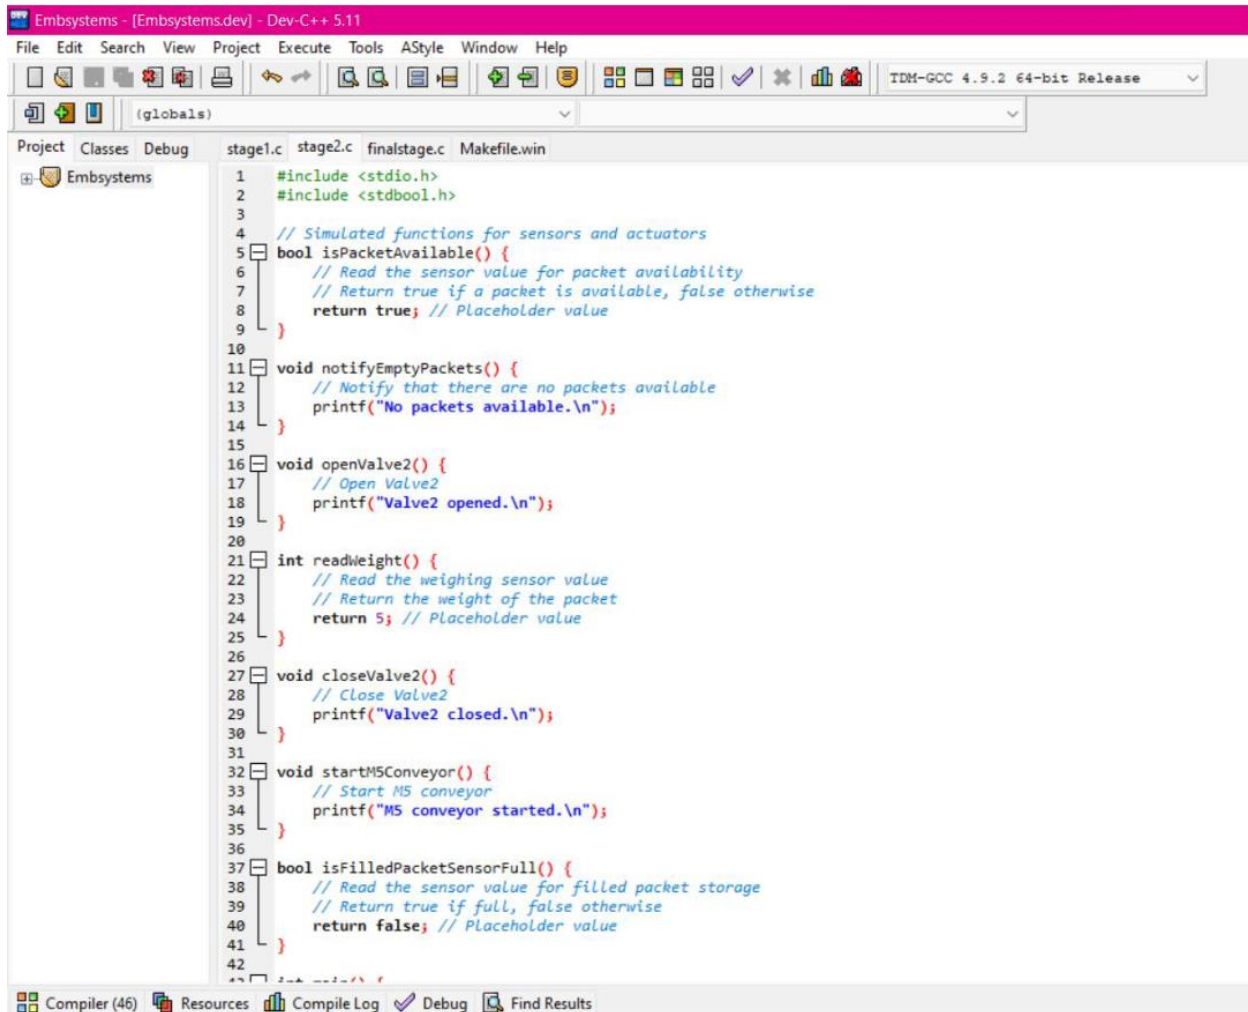 Embsystems - [Embsystems.dev] - Dev-C++ 5.11
File Edit Search View Project Execute Tools AStyle Window Help
TDM-GCC 4.9.2 64-bit Release
(globals)
Project Classes Debug stage1.c stage2.c finalstage.c Makefile.win
Embsystems
1 #include <stdio.h>
2 #include <stdbool.h>
3
4 // Simulated functions for sensors and actuators
5 bool isPacketAvailable() {
6 // Read the sensor value for packet availability
7 // Return true if a packet is available, false otherwise
8 return true; // Placeholder value
9 }
10
11 void notifyEmptyPackets() {
12 // Notify that there are no packets available
13 printf("No packets available.\n");
14 }
15
16 void openValve2() {
17 // Open Valve2
18 printf("Valve2 opened.\n");
19 }
20
21 int readWeight() {
22 // Read the weighing sensor value
23 // Return the weight of the packet
24 return 5; // Placeholder value
25 }
26
27 void closeValve2() {
28 // Close Valve2
29 printf("Valve2 closed.\n");
30 }
31
32 void startM5Conveyor() {
33 // Start M5 conveyor
34 printf("M5 conveyor started.\n");
35 }
36
37 bool isFilledPacketSensorFull() {
38 // Read the sensor value for filled packet storage
39 // Return true if full, false otherwise
40 return false; // Placeholder value
41 }
42
43 int main() {
Compiler (46) Resources Compile Log Debug Find Results